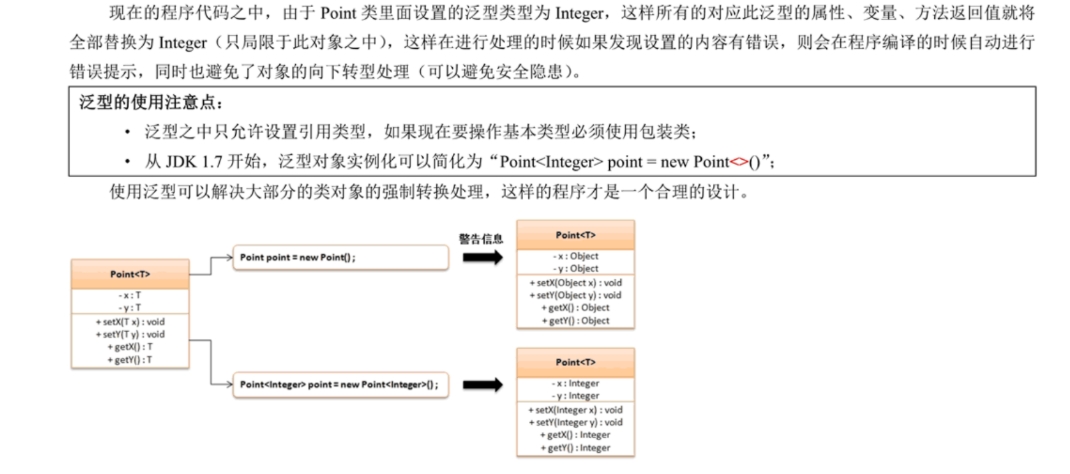 现在的程序代码之中，由于 Point 类里面设置的泛型类型为 Integer，这样所有的对应此泛型的属性、变量、方法返回值就将
全部替换为 Integer（只局限于此对象之中），这样在进行处理的时候如果发现设置的内容有错误，则会在程序编译的时候自动进行
错误提示，同时也避免了对象的向下转型处理（可以避免安全隐患）。
泛型的使用注意点：
• 泛型之中只允许设置引用类型，如果现在要操作基本类型必须使用包装类；
• 从 JDK 1.7 开始，泛型对象实例化可以简化为“Point<Integer> point = new Point<>()”；
使用泛型可以解决大部分的类对象的强制转换处理，这样的程序才是一个合理的设计。
Point<T>
- x : T
- y : T
+ setX(T x) : void
+ setY(T y) : void
+ getX() : T
+ getY() : T
Point point = new Point() ;
警告信息
Point<T>
- x : Object
- y : Object
+ setX(Object x) : void
+ setY(Object y) : void
+ getX() : Object
+ getY() : Object
Point<Integer> point = new Point<Integer>() ;
Point<T>
- x : Integer
- y : Integer
+ setX(Integer x) : void
+ setY(Integer y) : void
+ getX() : Integer
+ getY() : Integer